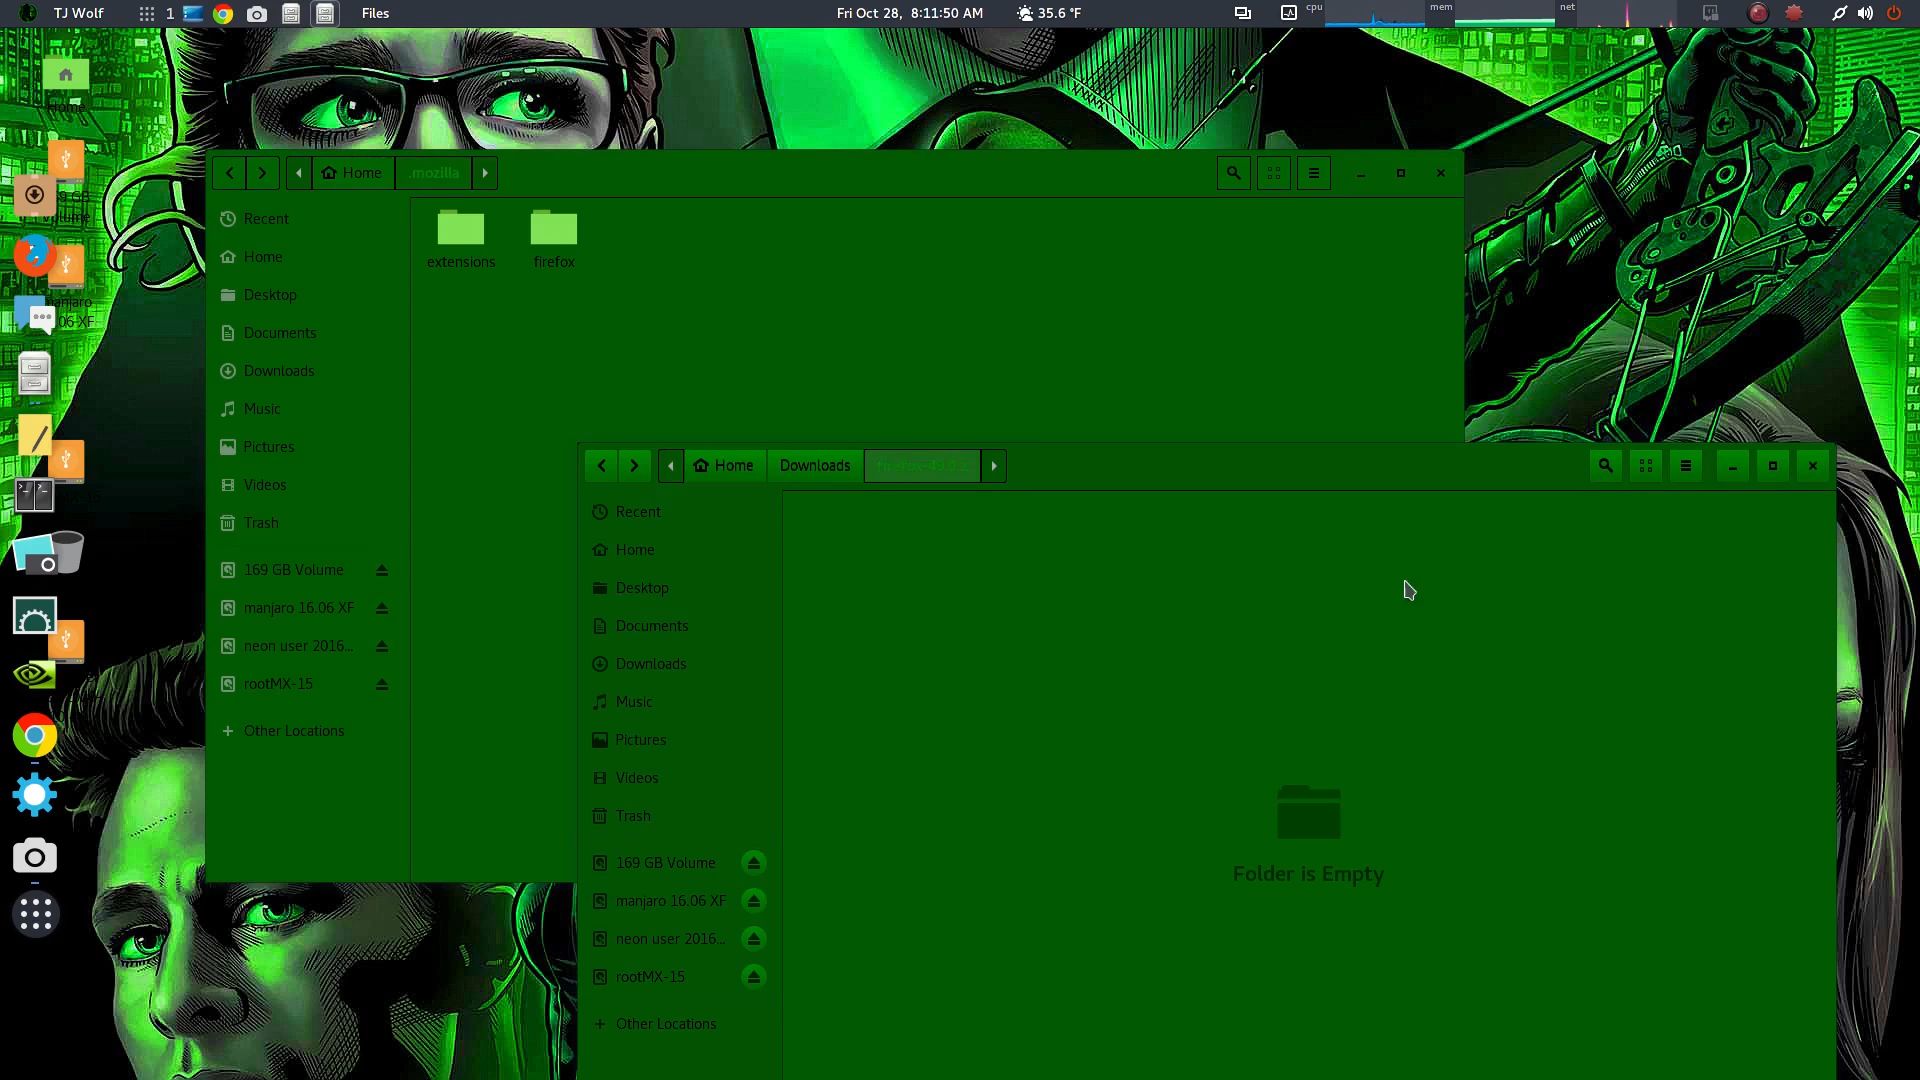 TJ Wolf
1
Files
Fri Oct 28, 8:11:50 AM
35.6 °F
cpu
mem
net
Home
Volume
manjaro
Home
.mozilla
Recent
Home
Desktop
Documents
Downloads
Music
Pictures
Videos
Trash
169 GB Volume
manjaro 16.06 XF
neon user 2016...
rootMX-15
Other Locations
extensions
firefox
Home
Downloads
Recent
Home
Desktop
Documents
Downloads
Music
Pictures
Videos
Trash
169 GB Volume
manjaro 16.06 XF
neon user 2016...
rootMX-15
Other Locations
Folder is Empty